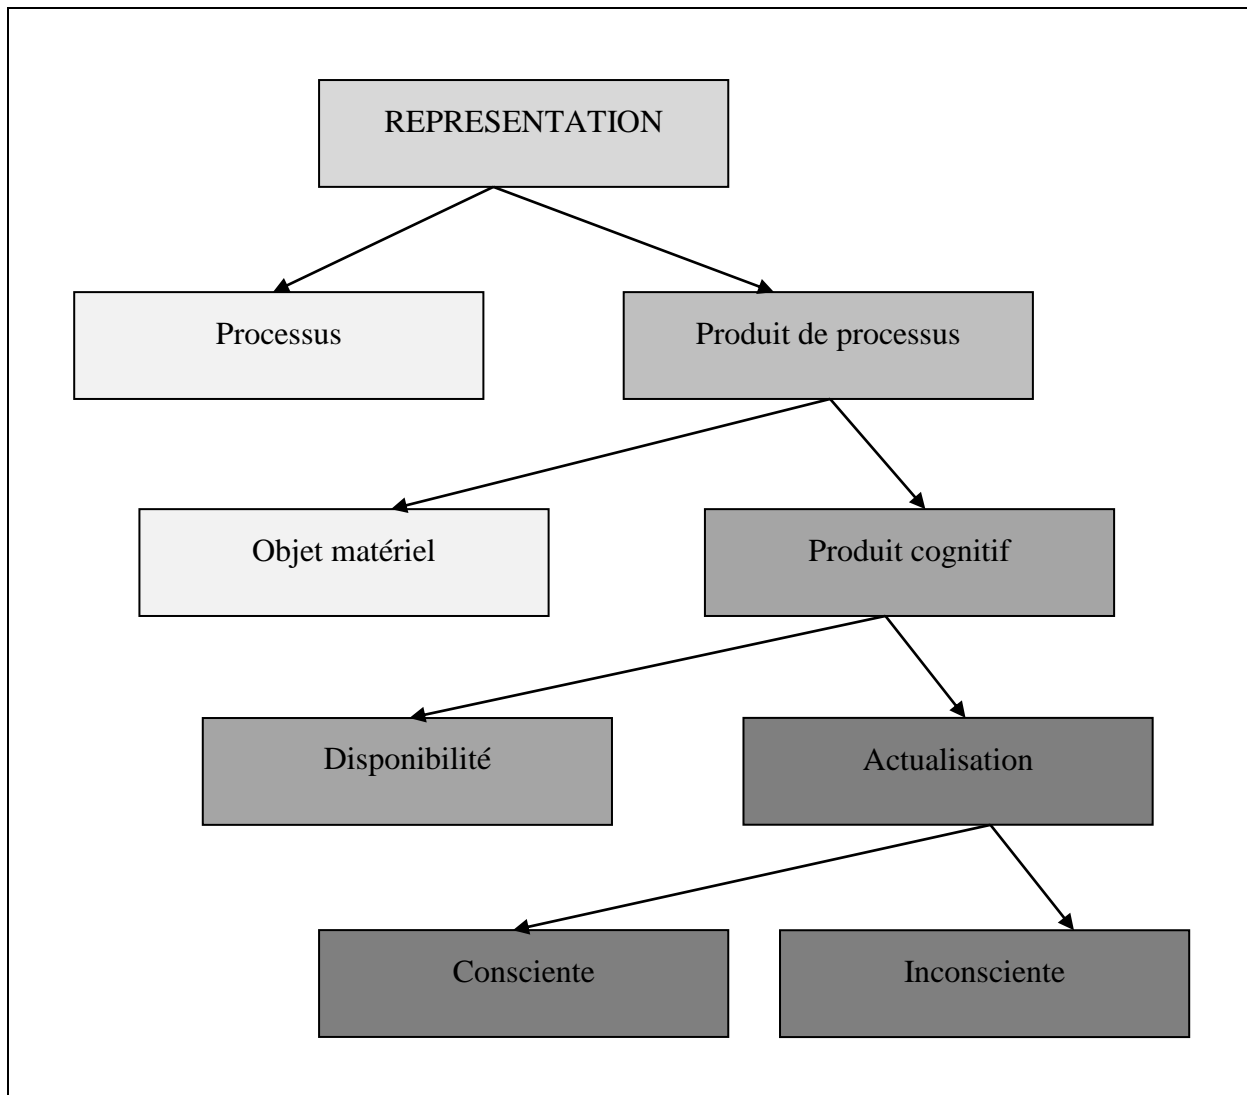 REPRESENTATION
Processus
Produit de processus
Objet matériel
Produit cognitif
Disponibilité
Actualisation
Consciente
Inconsciente